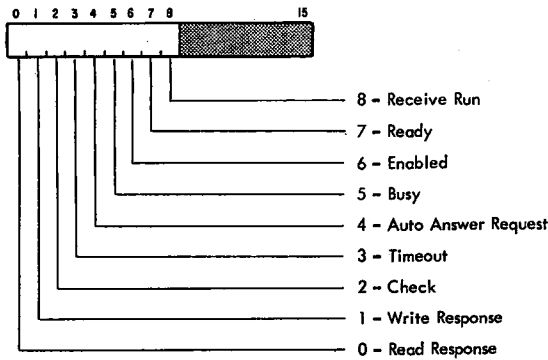 0 1 2 3 4 5 6 7 8 15
8 - Receive Run
7 - Ready
6 - Enabled
5 - Busy
4 - Auto Answer Request
3 - Timeout
2 - Check
1 - Write Response
0 - Read Response